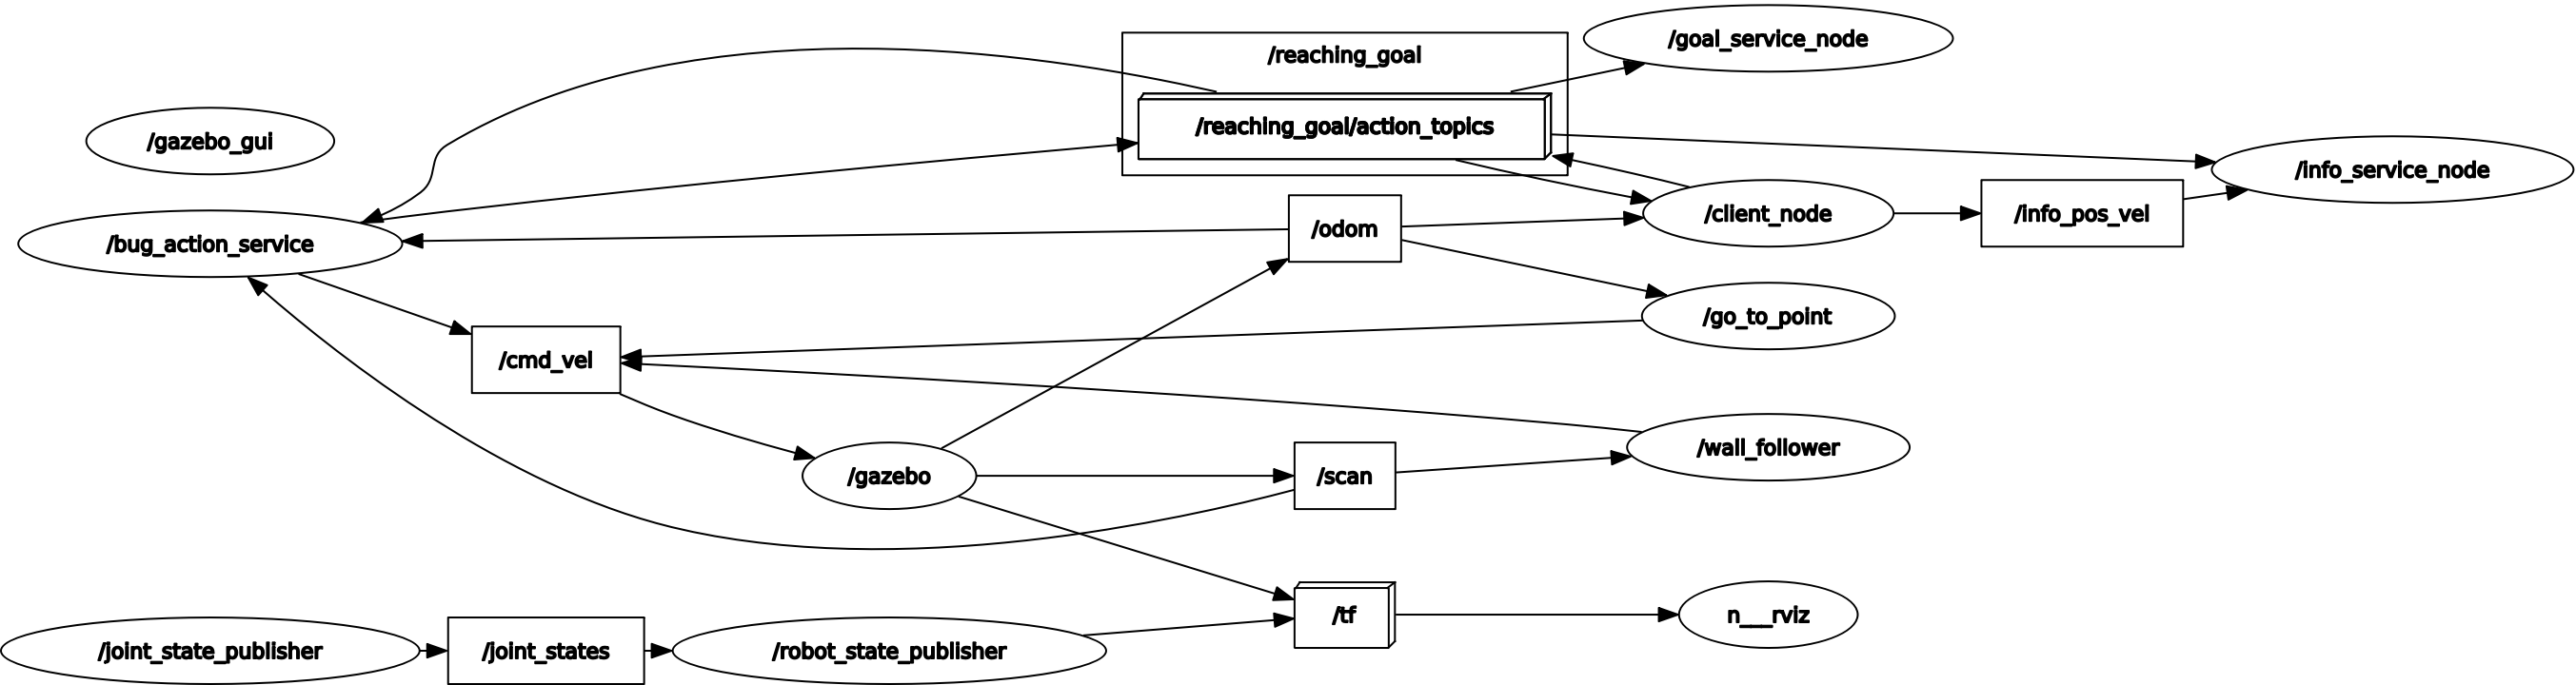 /goal_service_node
/reaching_goal
/reaching_goal/action_topics
/gazebo_gui
/info_service_node
/client_node
/info_pos_vel
/odom
/bug_action_service
/go_to_point
/cmd_vel
/wall_follower
/gazebo
/scan
/tf
n___rviz
/joint_state_publisher
/joint_states
/robot_state_publisher